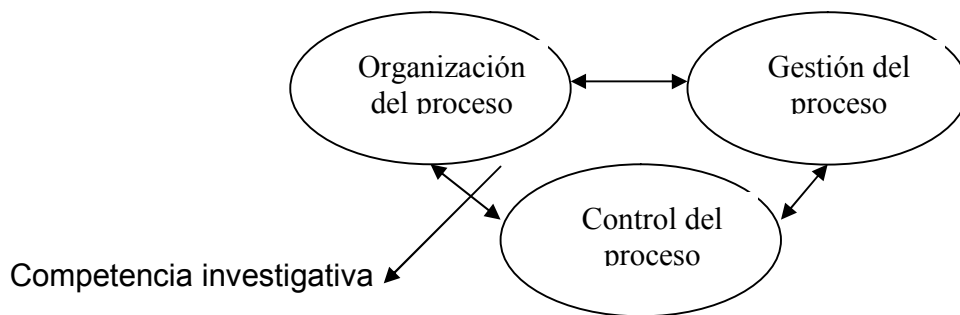 Organización
del proceso
Gestión del
proceso
Control del
proceso
Competencia investigativa